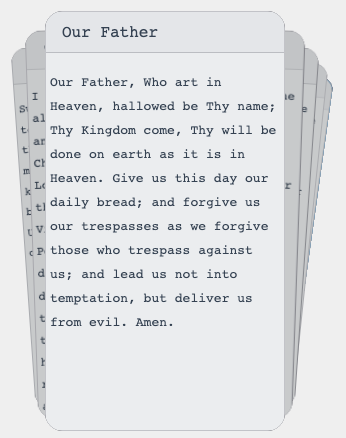 Our Father
Our Father, Who art in
Heaven, hallowed be Thy name;
Thy Kingdom come, Thy will be
done on earth as it is in
Heaven. Give us this day our
daily bread; and forgive us
our trespasses as we forgive
those who trespass against
us; and lead us not into
temptation, but deliver us
from evil. Amen.